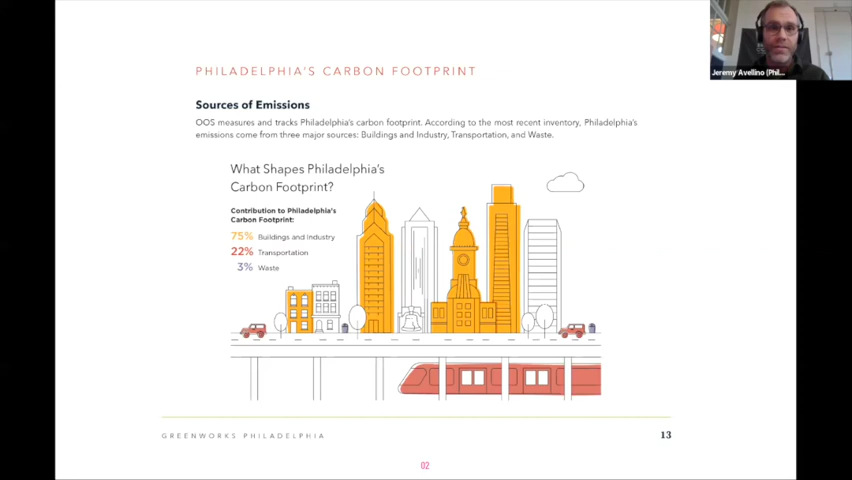 Jeremy Avellino (Phil...
PHILADELPHIA'S CARBON FOOTPRINT
Sources of Emissions
OOS measures and tracks Philadelphia's carbon footprint. According to the most recent inventory, Philadelphia's
emissions come from three major sources: Buildings and Industry, Transportation, and Waste.
What Shapes Philadelphia's
Carbon Footprint?
Contribution to Philadelphia's
Carbon Footprint:
75% Buildings and Industry
22% Transportation
3% Waste
GREENWORKS PHILADELPHIA
13
02